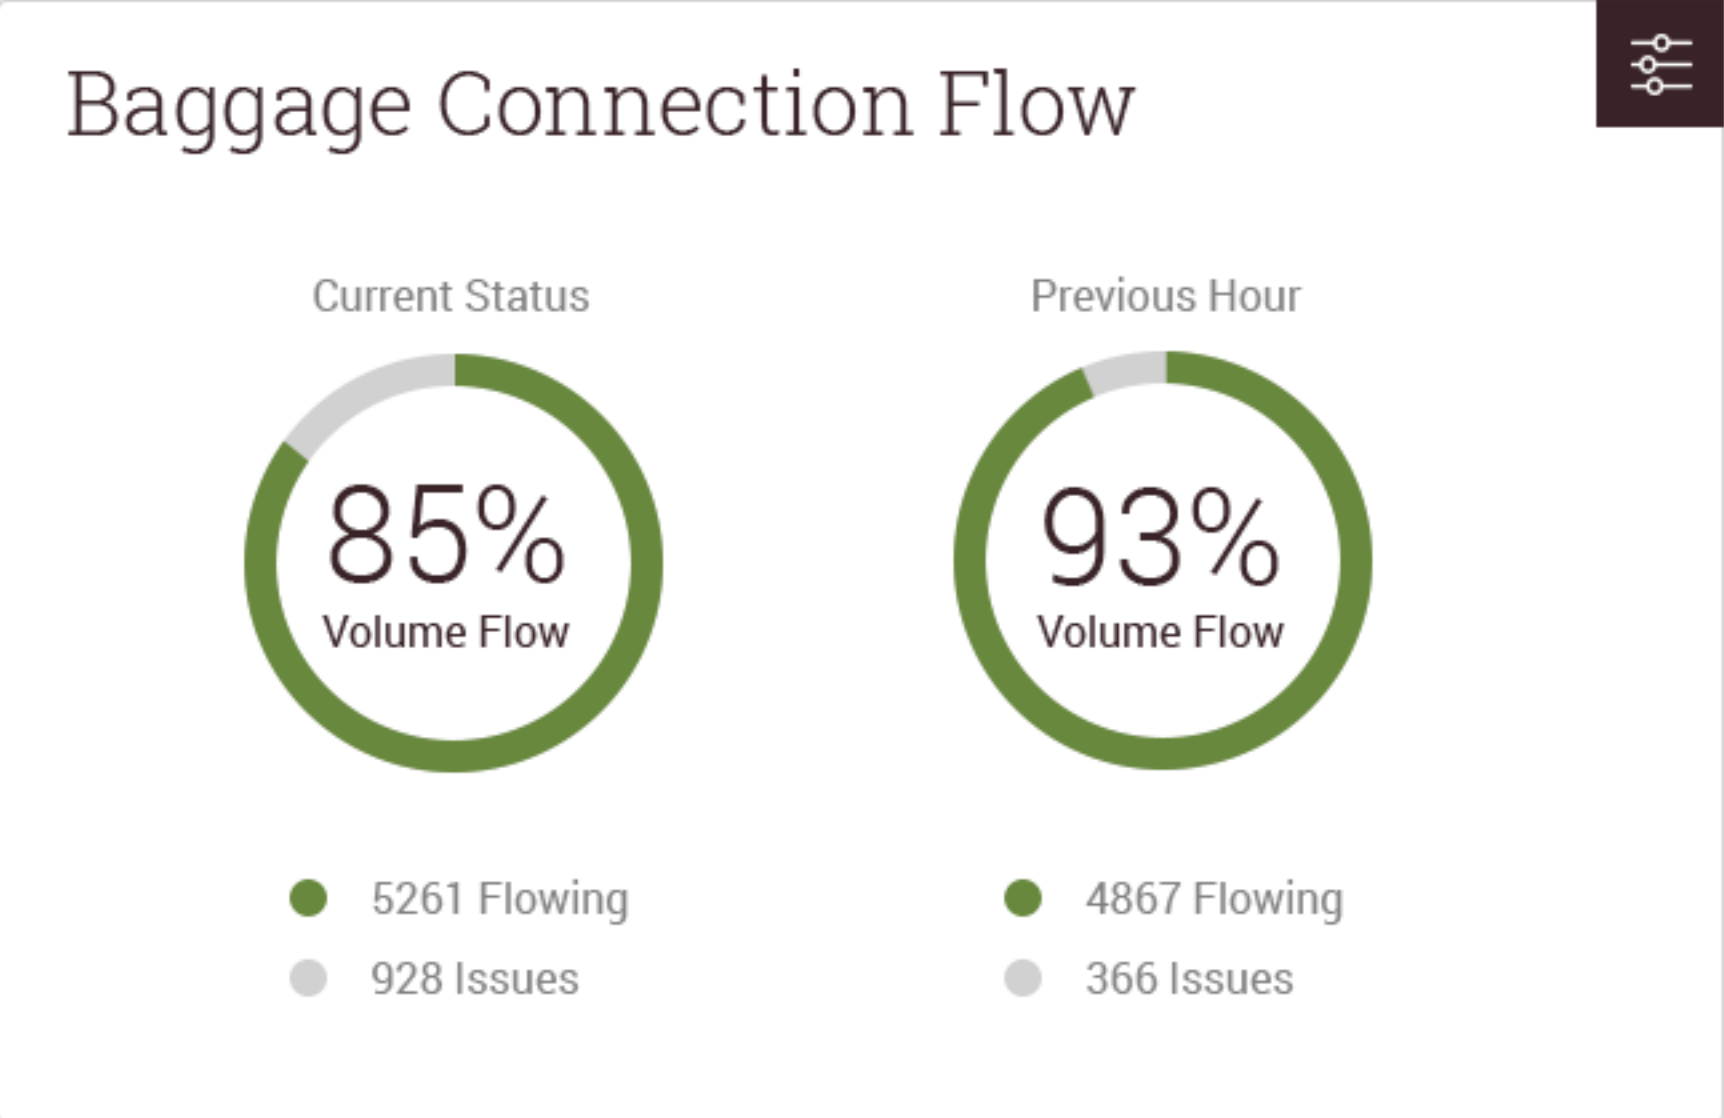 Baggage Connection Flow
Current Status
85%
Volume Flow
5261 Flowing
928 Issues
Previous Hour
93%
Volume Flow
4867 Flowing
366 Issues